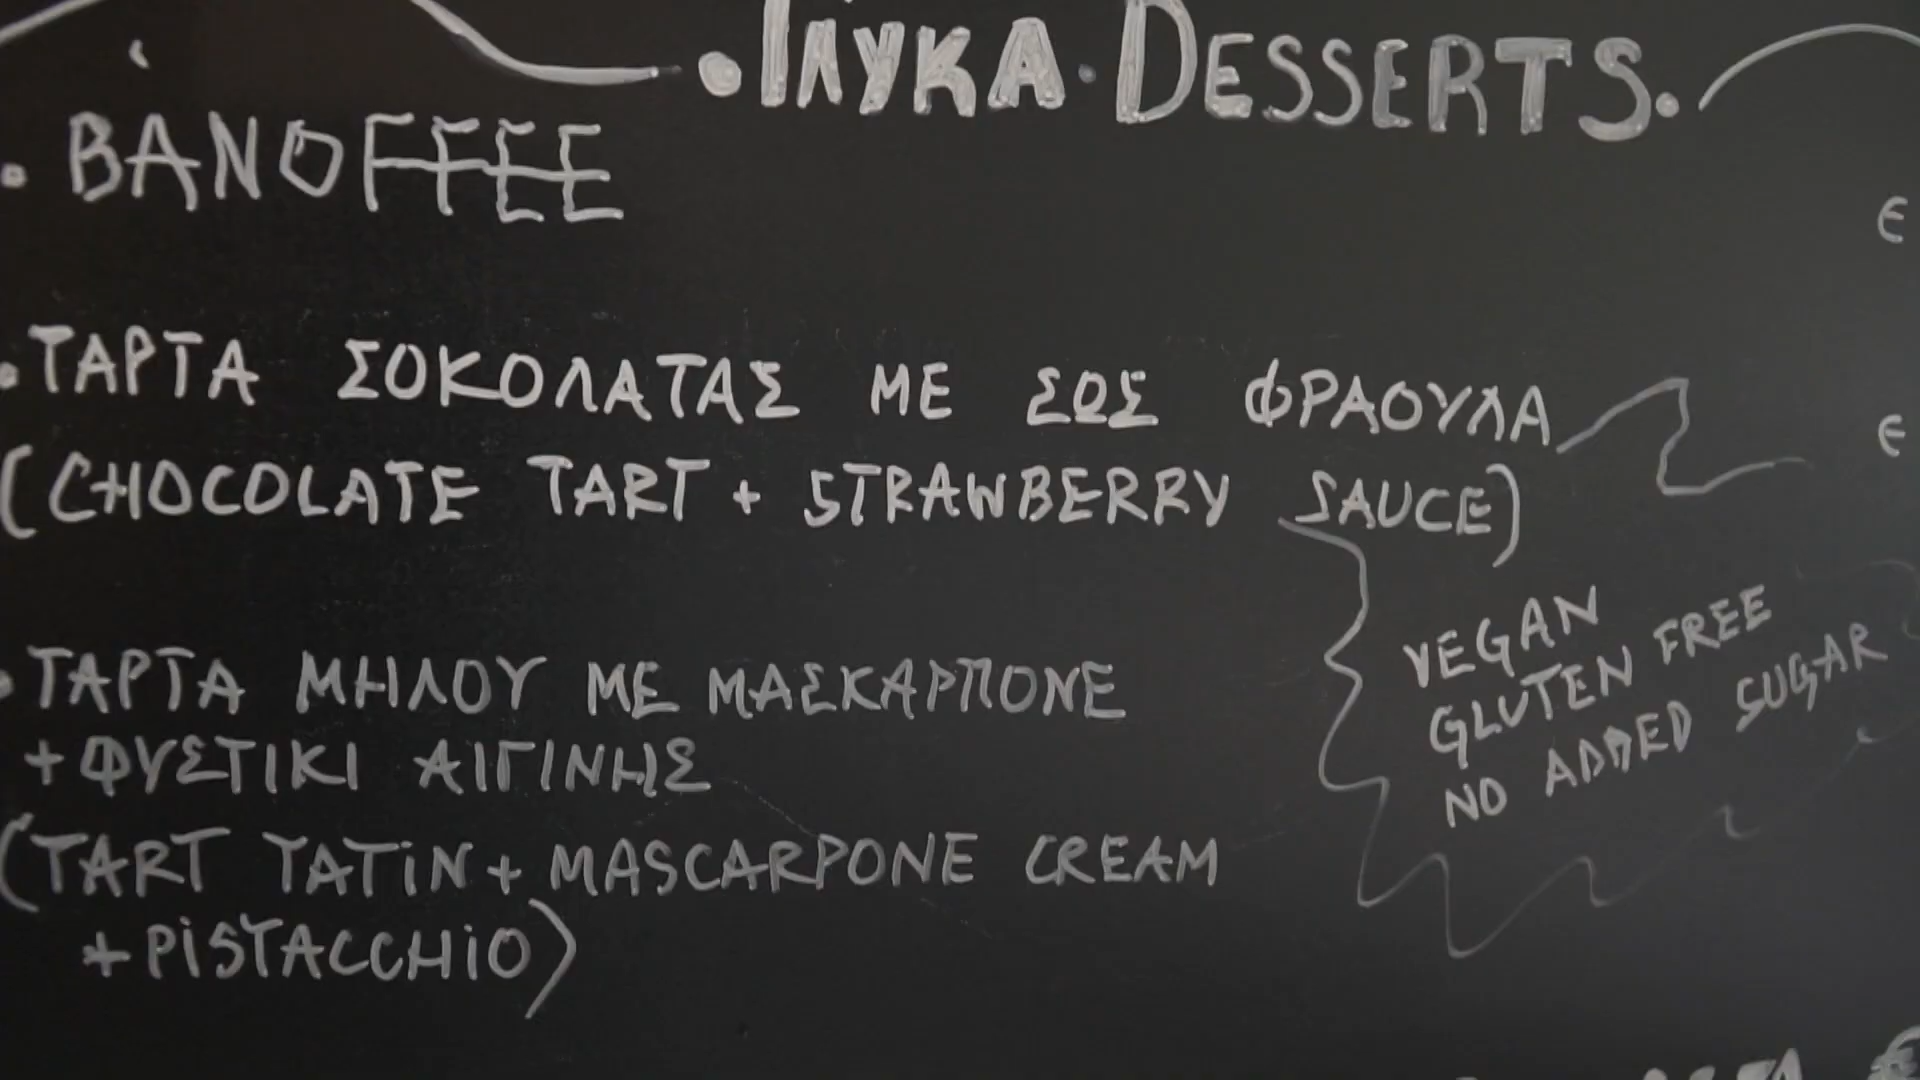 •ΓΛΥΚΑ•DESSERTS•
• BANOFFEE
€
• ΤΑΡΤΑ ΣΟΚΟΛΑΤΑΣ ΜΕ ΣΩΣ ΦΡΑΟΥΛΑ
€
(CHOCOLATE TART + STRAWBERRY SAUCE)
VEGAN
GLUTEN FREE
NO ADDED SUGAR
• ΤΑΡΤΑ ΜΗΛΟΥ ΜΕ ΜΑΣΚΑΡΠΟΝΕ
+ ΦΥΣΤΙΚΙ ΑΙΓΙΝΗΣ
(TART TATIN + MASCARPONE CREAM
+ PISTACCHIO)